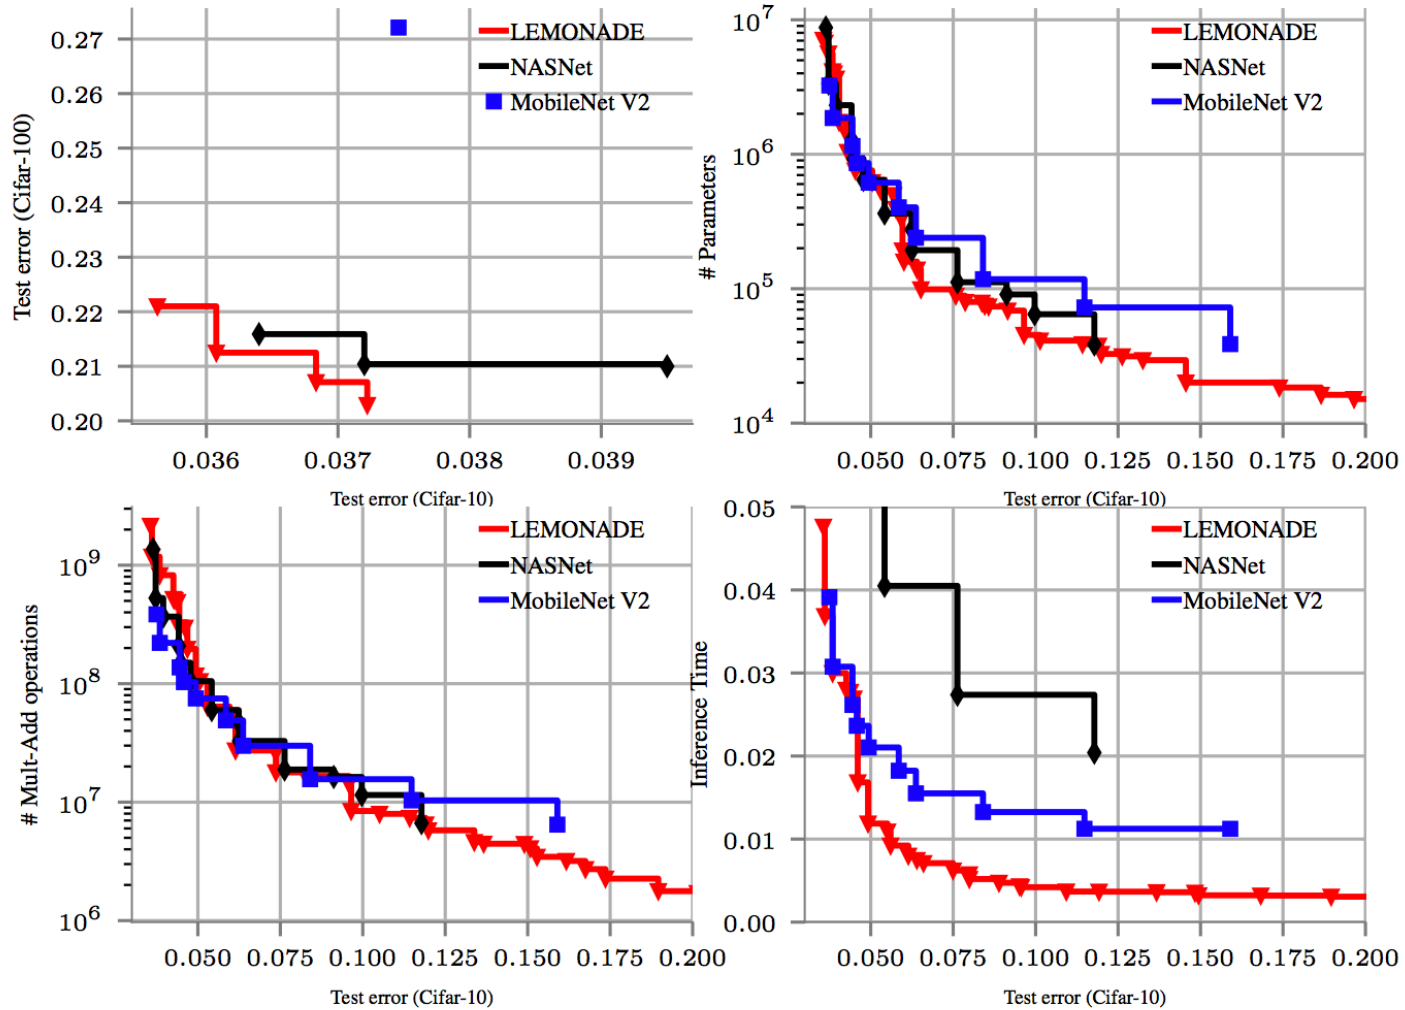 0.27
0.26
0.25
0.24
0.23
0.22
0.21
0.20
Test error (Cifar-100)
LEMONADE
NASNet
MobileNet V2
0.036 0.037 0.038 0.039
Test error (Cifar-10)
10^7
10^6
10^5
10^4
# Parameters
LEMONADE
NASNet
MobileNet V2
0.050 0.075 0.100 0.125 0.150 0.175 0.200
Test error (Cifar-10)
10^9
10^8
10^7
10^6
# Mult-Add operations
LEMONADE
NASNet
MobileNet V2
0.050 0.075 0.100 0.125 0.150 0.175 0.200
Test error (Cifar-10)
0.05
0.04
0.03
0.02
0.01
0.00
Inference Time
LEMONADE
NASNet
MobileNet V2
0.050 0.075 0.100 0.125 0.150 0.175 0.200
Test error (Cifar-10)